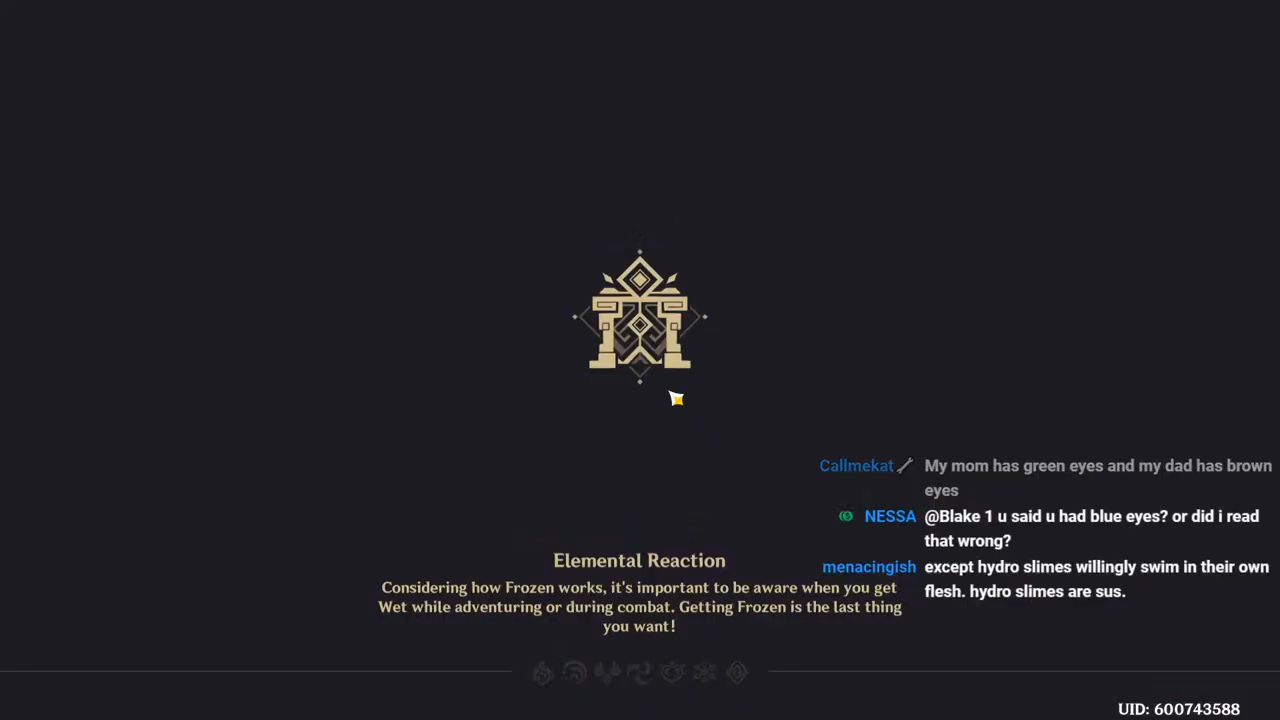 Callmekat My mom has green eyes and my dad has brown
eyes
NESSA @Blake 1 u said u had blue eyes? or did i read
that wrong?
menacingish except hydro slimes willingly swim in their own
flesh. hydro slimes are sus.
Elemental Reaction
Considering how Frozen works, it's important to be aware when you get
Wet while adventuring or during combat. Getting Frozen is the last thing
you want!
UID: 600743588